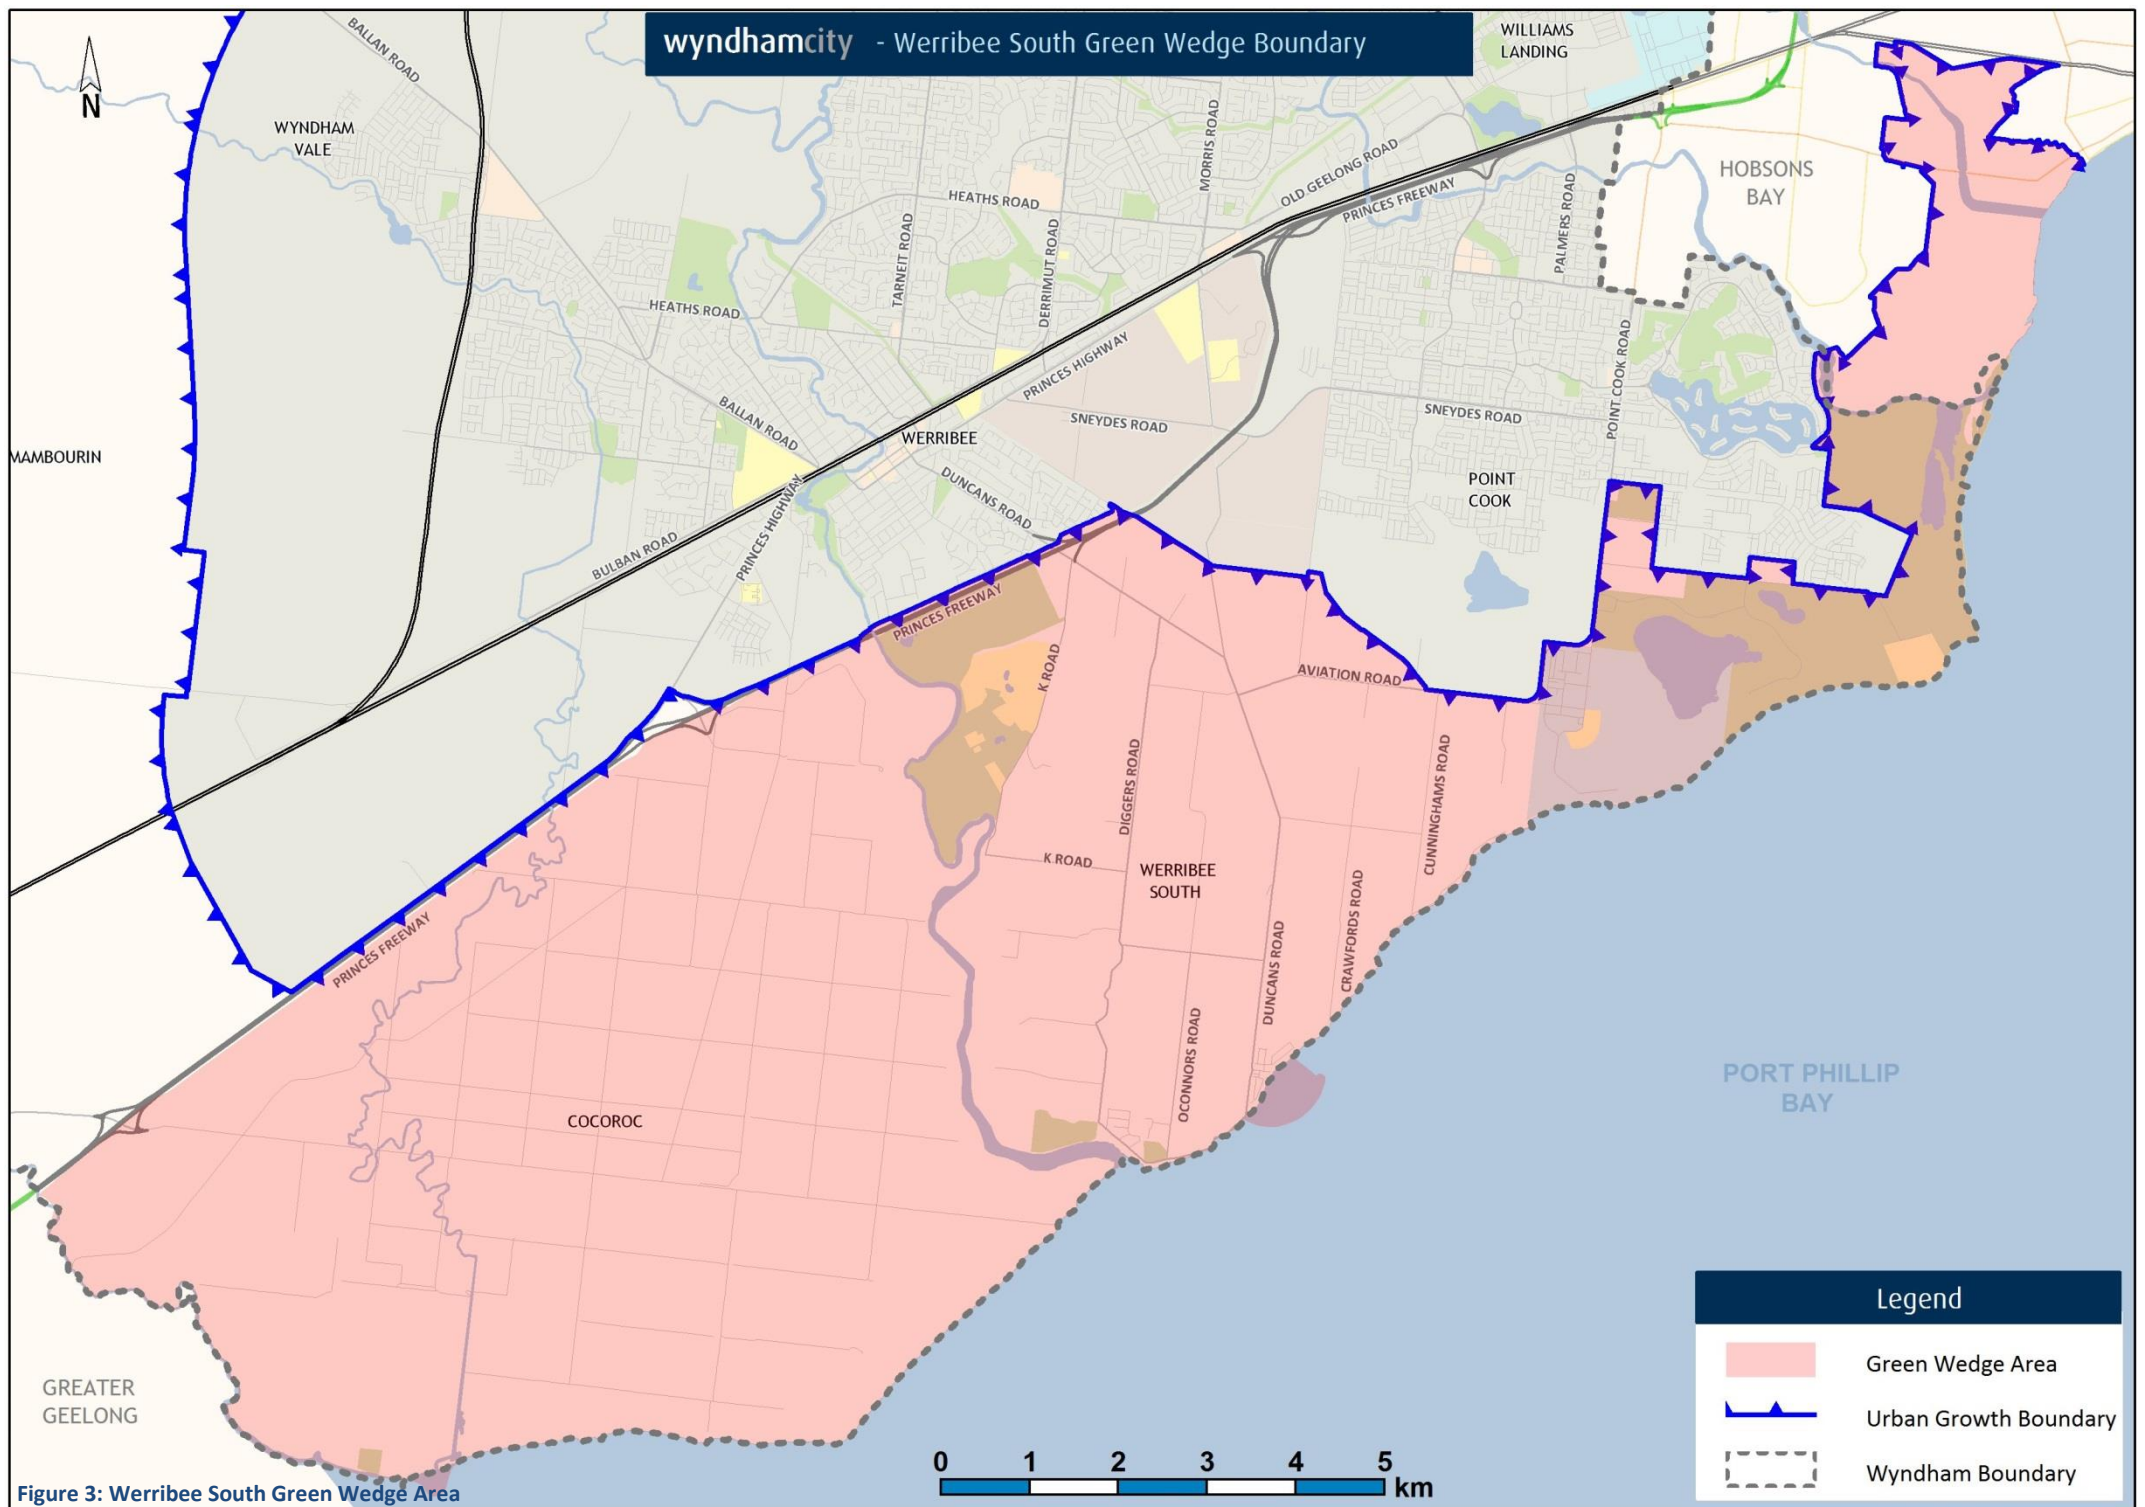 wyndhamcity - Werribee South Green Wedge Boundary
WILLIAMS
LANDING
BALLAN ROAD
N
WYNDHAM
VALE
MORRIS ROAD
OLD GEELONG ROAD
PRINCES FREEWAY
PALMERS ROAD
HOBSONS
BAY
HEATHS ROAD
TARNEIT ROAD
DERRIMUT ROAD
HEATHS ROAD
PRINCES HIGHWAY
POINT COOK ROAD
BALLAN ROAD
SNEYDES ROAD
SNEYDES ROAD
WERRIBEE
MAMBOURIN
DUNCANS ROAD
POINT
COOK
PRINCES HIGHWAY
BULBAN ROAD
PRINCES FREEWAY
K ROAD
AVIATION ROAD
DIGGERS ROAD
CUNNINGHAMS ROAD
K ROAD
WERRIBEE
SOUTH
CRAWFORDS ROAD
PRINCES FREEWAY
DUNCANS ROAD
OCONNORS ROAD
PORT PHILLIP
BAY
COCOROC
GREATER
GEELONG
Legend
Green Wedge Area
Urban Growth Boundary
Wyndham Boundary
0 1 2 3 4 5
km
Figure 3: Werribee South Green Wedge Area